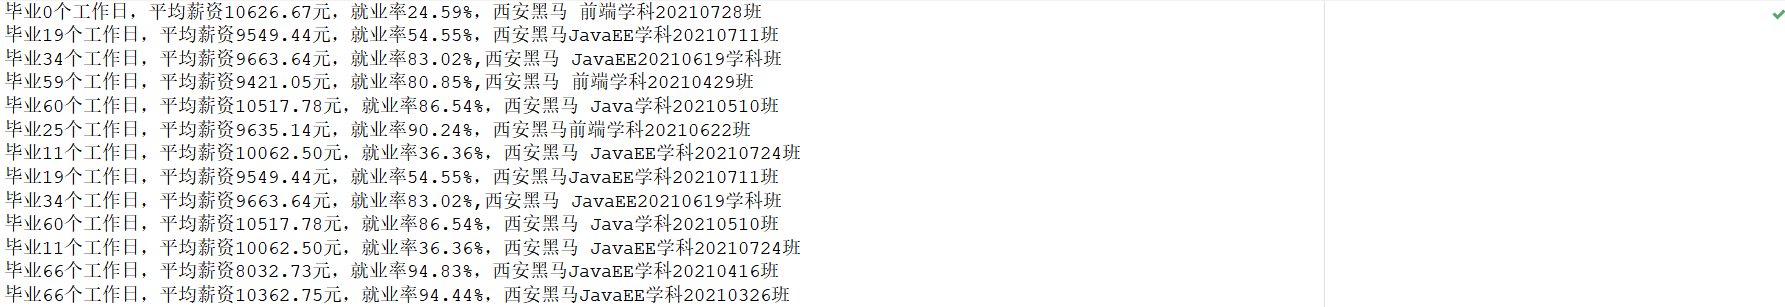 毕业0个工作日，平均薪资10626.67元，就业率24.59%，西安黑马 前端学科20210728班
毕业19个工作日，平均薪资9549.44元，就业率54.55%，西安黑马JavaEE学科20210711班
毕业34个工作日，平均薪资9663.64元，就业率83.02%,西安黑马 JavaEE20210619学科班
毕业59个工作日，平均薪资9421.05元，就业率80.85%,西安黑马 前端学科20210429班
毕业60个工作日，平均薪资10517.78元，就业率86.54%，西安黑马 Java学科20210510班
毕业25个工作日，平均薪资9635.14元，就业率90.24%，西安黑马前端学科20210622班
毕业11个工作日，平均薪资10062.50元，就业率36.36%，西安黑马 JavaEE学科20210724班
毕业19个工作日，平均薪资9549.44元，就业率54.55%，西安黑马JavaEE学科20210711班
毕业34个工作日，平均薪资9663.64元，就业率83.02%,西安黑马 JavaEE20210619学科班
毕业60个工作日，平均薪资10517.78元，就业率86.54%，西安黑马 Java学科20210510班
毕业11个工作日，平均薪资10062.50元，就业率36.36%，西安黑马 JavaEE学科20210724班
毕业66个工作日，平均薪资8032.73元，就业率94.83%，西安黑马JavaEE学科20210416班
毕业66个工作日，平均薪资10362.75元，就业率94.44%，西安黑马JavaEE学科20210326班